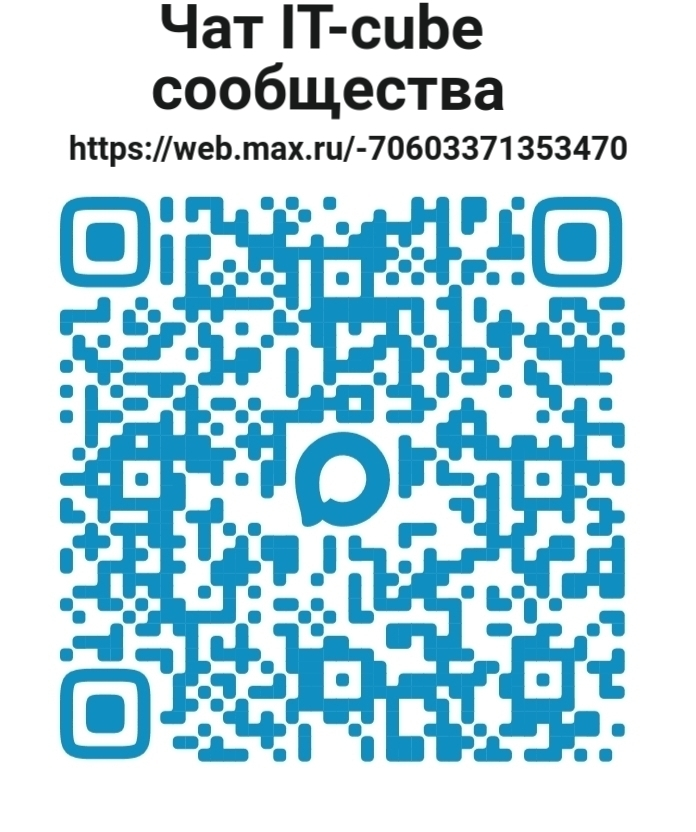 Чат IT-cube
сообщества
https://web.max.ru/-70603371353470